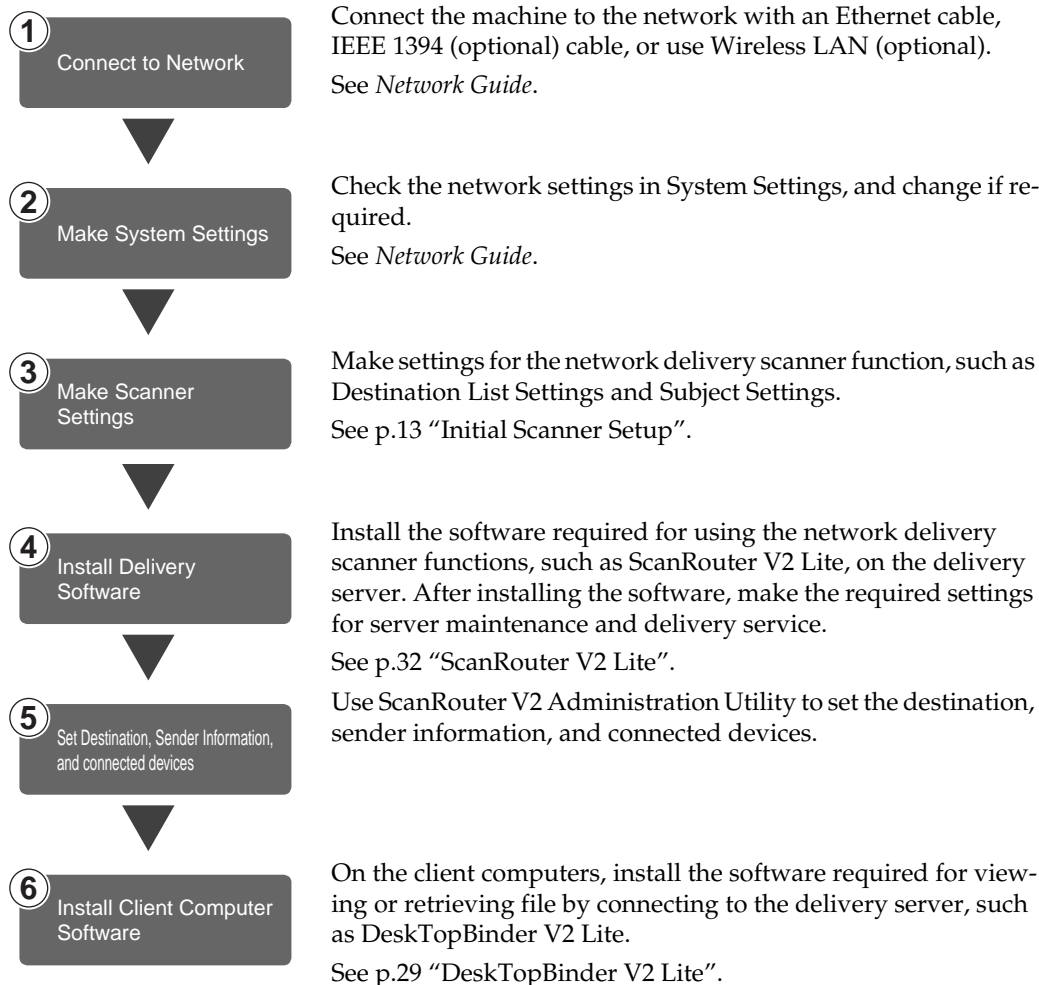 1
Connect to Network
Connect the machine to the network with an Ethernet cable,
IEEE 1394 (optional) cable, or use Wireless LAN (optional).
See Network Guide.
2
Make System Settings
Check the network settings in System Settings, and change if re-
quired.
See Network Guide.
3
Make Scanner
Settings
Make settings for the network delivery scanner function, such as
Destination List Settings and Subject Settings.
See p.13 “Initial Scanner Setup”.
4
Install Delivery
Software
Install the software required for using the network delivery
scanner functions, such as ScanRouter V2 Lite, on the delivery
server. After installing the software, make the required settings
for server maintenance and delivery service.
See p.32 “ScanRouter V2 Lite”.
5
Set Destination, Sender Information,
and connected devices
Use ScanRouter V2 Administration Utility to set the destination,
sender information, and connected devices.
6
Install Client Computer
Software
On the client computers, install the software required for view-
ing or retrieving file by connecting to the delivery server, such
as DeskTopBinder V2 Lite.
See p.29 “DeskTopBinder V2 Lite”.